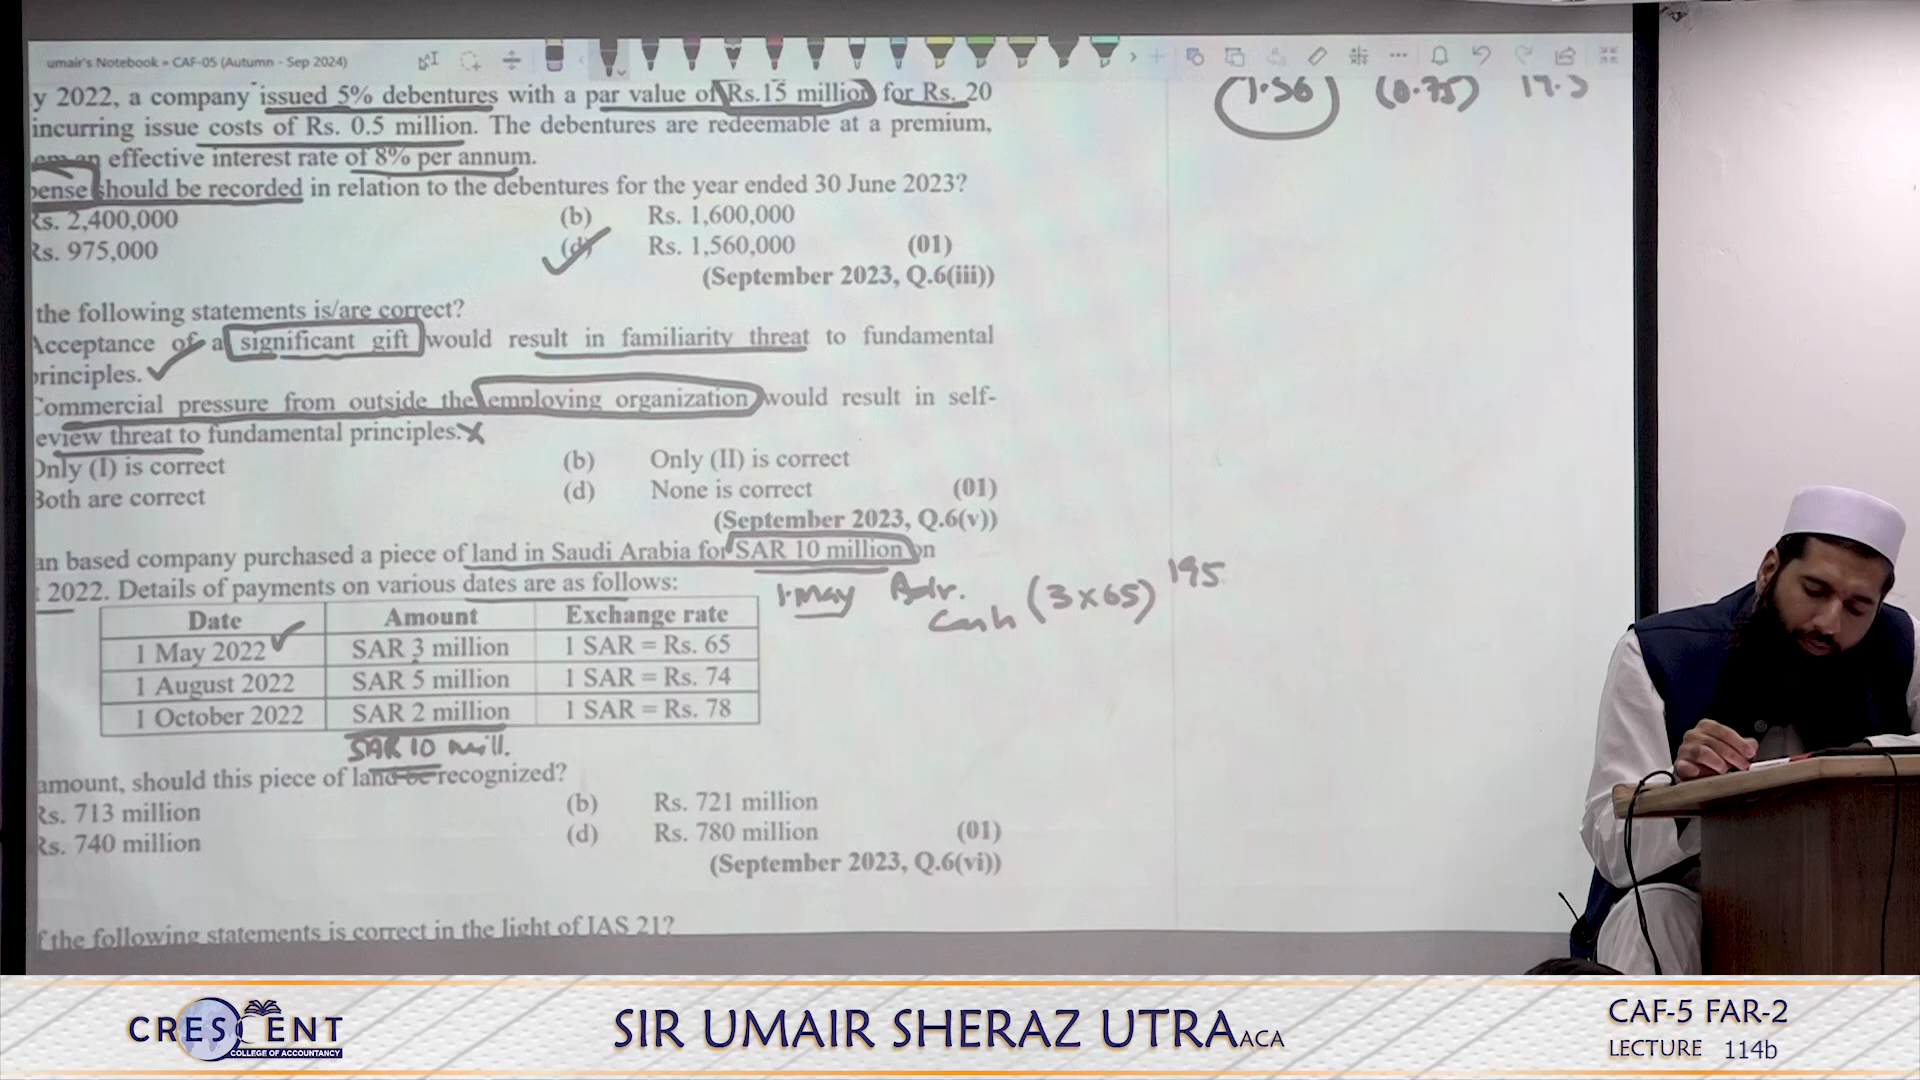 umair's Notebook » CAF-05 (Autumn - Sep 2024)
y 2022, a company issued 5% debentures with a par value of Rs.15 million for Rs. 20
incurring issue costs of Rs. 0.5 million. The debentures are redeemable at a premium,
an effective interest rate of 8% per annum.
pense should be recorded in relation to the debentures for the year ended 30 June 2023?
Rs. 2,400,000 (b) Rs. 1,600,000
Rs. 975,000 (d) Rs. 1,560,000 (01)
(September 2023, Q.6(iii))
(1.56) (0.75)
the following statements is/are correct?
Acceptance of a significant gift would result in familiarity threat to fundamental
principles.
Commercial pressure from outside the employing organization would result in self-
eview threat to fundamental principles.
Only (I) is correct (b) Only (II) is correct
Both are correct (d) None is correct (01)
(September 2023, Q.6(v))
an based company purchased a piece of land in Saudi Arabia for SAR 10 million on
2022. Details of payments on various dates are as follows:
1 May Adv.
Cash (3x65) 195
Date Amount Exchange rate
1 May 2022 SAR 3 million 1 SAR = Rs. 65
1 August 2022 SAR 5 million 1 SAR = Rs. 74
1 October 2022 SAR 2 million 1 SAR = Rs. 78
SAR 10 mill.
amount, should this piece of land be recognized?
Rs. 713 million (b) Rs. 721 million
Rs. 740 million (d) Rs. 780 million (01)
(September 2023, Q.6(vi))
f the following statements is correct in the light of IAS 21?
CRESCENT
COLLEGE OF ACCOUNTANCY
SIR UMAIR SHERAZ UTRA ACA
CAF-5 FAR-2
LECTURE 114b